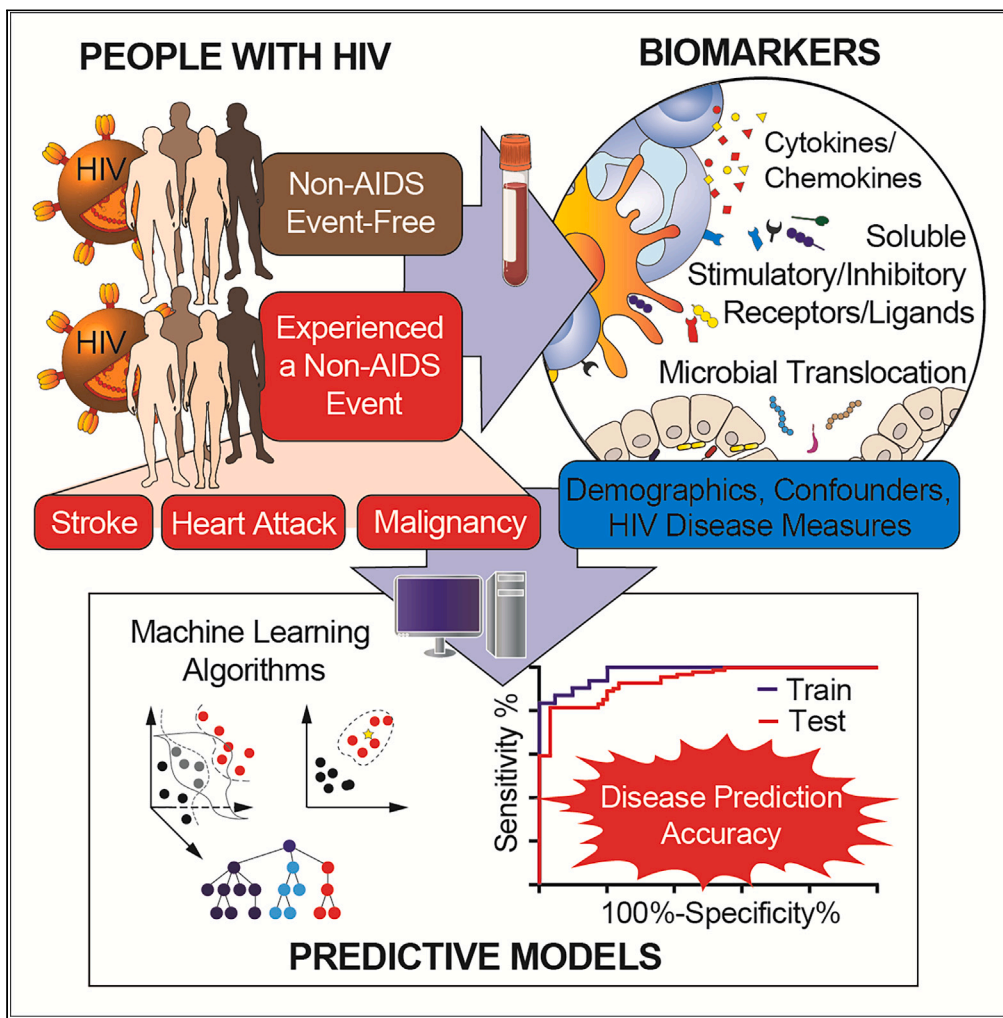 PEOPLE WITH HIV
HIV
Non-AIDS
Event-Free
HIV
Experienced
a Non-AIDS
Event
Stroke
Heart Attack
Malignancy
BIOMARKERS
Cytokines/
Chemokines
Soluble
Stimulatory/Inhibitory
Receptors/Ligands
Microbial Translocation
Demographics, Confounders,
HIV Disease Measures
Machine Learning
Algorithms
Sensitivity %
Train
Test
Disease Prediction
Accuracy
100%-Specificity%
PREDICTIVE MODELS